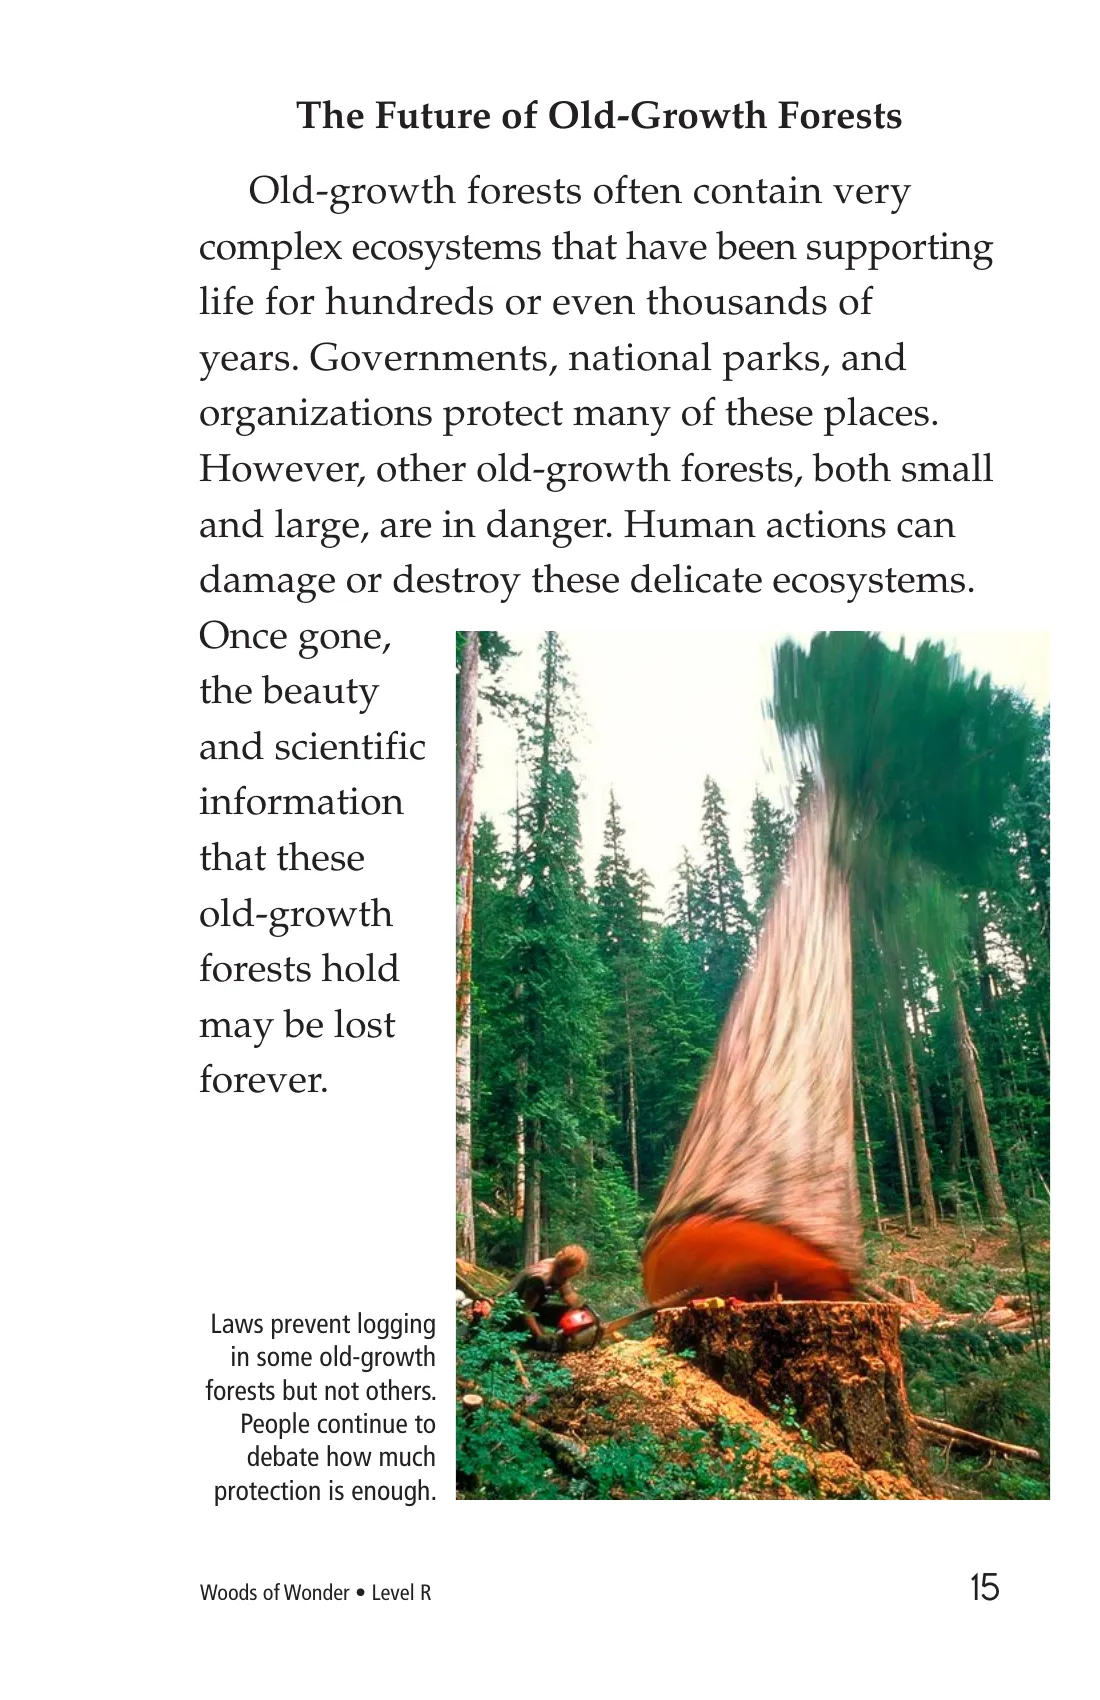 The Future of Old-Growth Forests
Old-growth forests often contain very
complex ecosystems that have been supporting
life for hundreds or even thousands of
years. Governments, national parks, and
organizations protect many of these places.
However, other old-growth forests, both small
and large, are in danger. Human actions can
damage or destroy these delicate ecosystems.
Once gone,
the beauty
and scientific
information
that these
old-growth
forests hold
may be lost
forever.
Laws prevent logging
in some old-growth
forests but not others.
People continue to
debate how much
protection is enough.
Woods of Wonder • Level R
15